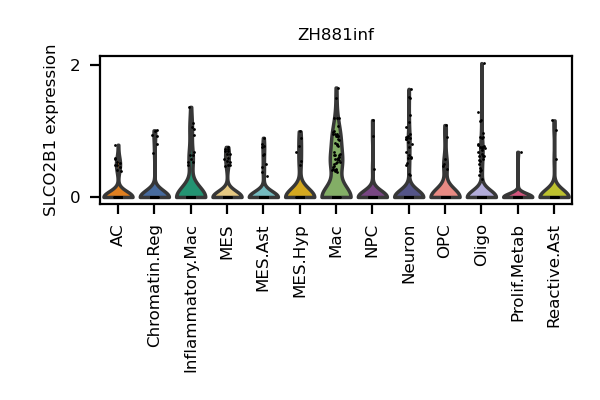 ZH881inf
SLCO2B1 expression
2
0
AC
Chromatin.Reg
Inflammatory.Mac
MES
MES.Ast
MES.Hyp
Mac
NPC
Neuron
OPC
Oligo
Prolif.Metab
Reactive.Ast